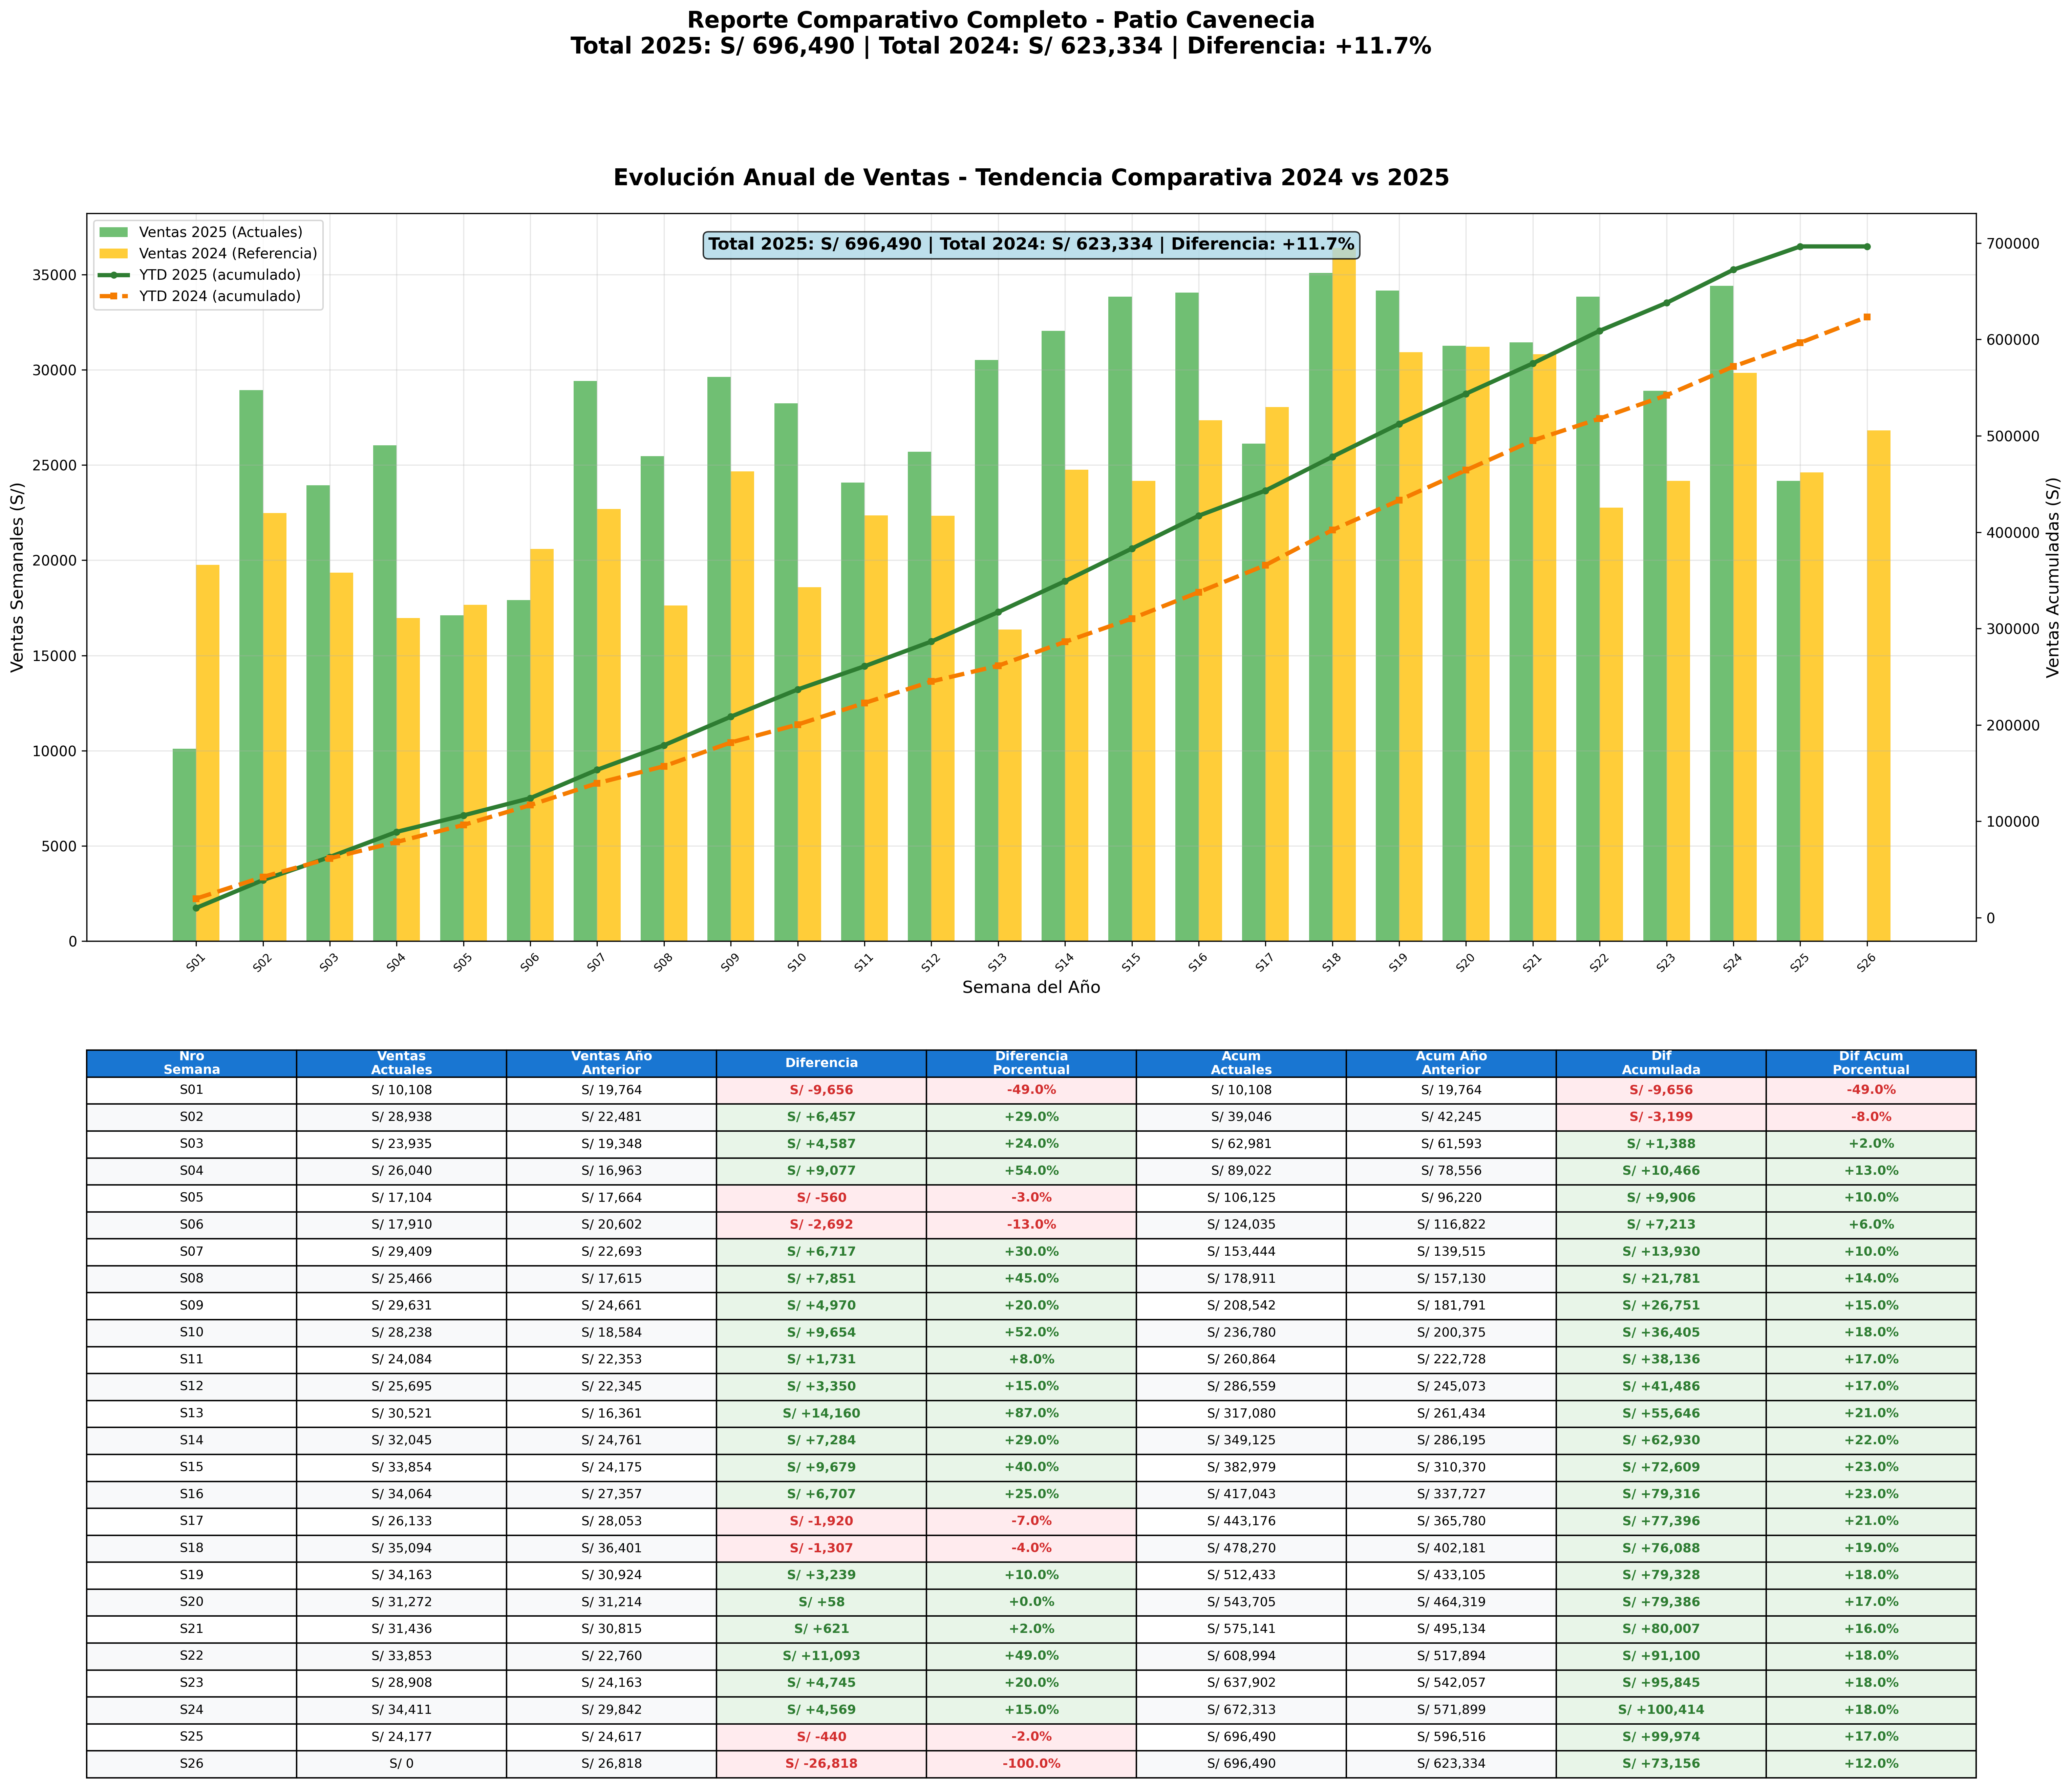 Reporte Comparativo Completo - Patio Cavenecia
Total 2025: S/ 696,490 | Total 2024: S/ 623,334 | Diferencia: +11.7%
Evolución Anual de Ventas - Tendencia Comparativa 2024 vs 2025
Ventas 2025 (Actuales)
Ventas 2024 (Referencia)
YTD 2025 (acumulado)
YTD 2024 (acumulado)
Total 2025: S/ 696,490 | Total 2024: S/ 623,334 | Diferencia: +11.7%
Ventas Semanales (S/)
35000
30000
25000
20000
15000
10000
5000
0
Ventas Acumuladas (S/)
700000
600000
500000
400000
300000
200000
100000
0
S01 S02 S03 S04 S05 S06 S07 S08 S09 S10 S11 S12 S13 S14 S15 S16 S17 S18 S19 S20 S21 S22 S23 S24 S25 S26
Semana del Año
Nro Semana Ventas Actuales Ventas Año Anterior Diferencia Diferencia Porcentual Acum Actuales Acum Año Anterior Dif Acumulada Dif Acum Porcentual
S01 S/ 10,108 S/ 19,764 S/ -9,656 -49.0% S/ 10,108 S/ 19,764 S/ -9,656 -49.0%
S02 S/ 28,938 S/ 22,481 S/ +6,457 +29.0% S/ 39,046 S/ 42,245 S/ -3,199 -8.0%
S03 S/ 23,935 S/ 19,348 S/ +4,587 +24.0% S/ 62,981 S/ 61,593 S/ +1,388 +2.0%
S04 S/ 26,040 S/ 16,963 S/ +9,077 +54.0% S/ 89,022 S/ 78,556 S/ +10,466 +13.0%
S05 S/ 17,104 S/ 17,664 S/ -560 -3.0% S/ 106,125 S/ 96,220 S/ +9,906 +10.0%
S06 S/ 17,910 S/ 20,602 S/ -2,692 -13.0% S/ 124,035 S/ 116,822 S/ +7,213 +6.0%
S07 S/ 29,409 S/ 22,693 S/ +6,717 +30.0% S/ 153,444 S/ 139,515 S/ +13,930 +10.0%
S08 S/ 25,466 S/ 17,615 S/ +7,851 +45.0% S/ 178,911 S/ 157,130 S/ +21,781 +14.0%
S09 S/ 29,631 S/ 24,661 S/ +4,970 +20.0% S/ 208,542 S/ 181,791 S/ +26,751 +15.0%
S10 S/ 28,238 S/ 18,584 S/ +9,654 +52.0% S/ 236,780 S/ 200,375 S/ +36,405 +18.0%
S11 S/ 24,084 S/ 22,353 S/ +1,731 +8.0% S/ 260,864 S/ 222,728 S/ +38,136 +17.0%
S12 S/ 25,695 S/ 22,345 S/ +3,350 +15.0% S/ 286,559 S/ 245,073 S/ +41,486 +17.0%
S13 S/ 30,521 S/ 16,361 S/ +14,160 +87.0% S/ 317,080 S/ 261,434 S/ +55,646 +21.0%
S14 S/ 32,045 S/ 24,761 S/ +7,284 +29.0% S/ 349,125 S/ 286,195 S/ +62,930 +22.0%
S15 S/ 33,854 S/ 24,175 S/ +9,679 +40.0% S/ 382,979 S/ 310,370 S/ +72,609 +23.0%
S16 S/ 34,064 S/ 27,357 S/ +6,707 +25.0% S/ 417,043 S/ 337,727 S/ +79,316 +23.0%
S17 S/ 26,133 S/ 28,053 S/ -1,920 -7.0% S/ 443,176 S/ 365,780 S/ +77,396 +21.0%
S18 S/ 35,094 S/ 36,401 S/ -1,307 -4.0% S/ 478,270 S/ 402,181 S/ +76,088 +19.0%
S19 S/ 34,163 S/ 30,924 S/ +3,239 +10.0% S/ 512,433 S/ 433,105 S/ +79,328 +18.0%
S20 S/ 31,272 S/ 31,214 S/ +58 +0.0% S/ 543,705 S/ 464,319 S/ +79,386 +17.0%
S21 S/ 31,436 S/ 30,815 S/ +621 +2.0% S/ 575,141 S/ 495,134 S/ +80,007 +16.0%
S22 S/ 33,853 S/ 22,760 S/ +11,093 +49.0% S/ 608,994 S/ 517,894 S/ +91,100 +18.0%
S23 S/ 28,908 S/ 24,163 S/ +4,745 +20.0% S/ 637,902 S/ 542,057 S/ +95,845 +18.0%
S24 S/ 34,411 S/ 29,842 S/ +4,569 +15.0% S/ 672,313 S/ 571,899 S/ +100,414 +18.0%
S25 S/ 24,177 S/ 24,617 S/ -440 -2.0% S/ 696,490 S/ 596,516 S/ +99,974 +17.0%
S26 S/ 0 S/ 26,818 S/ -26,818 -100.0% S/ 696,490 S/ 623,334 S/ +73,156 +12.0%